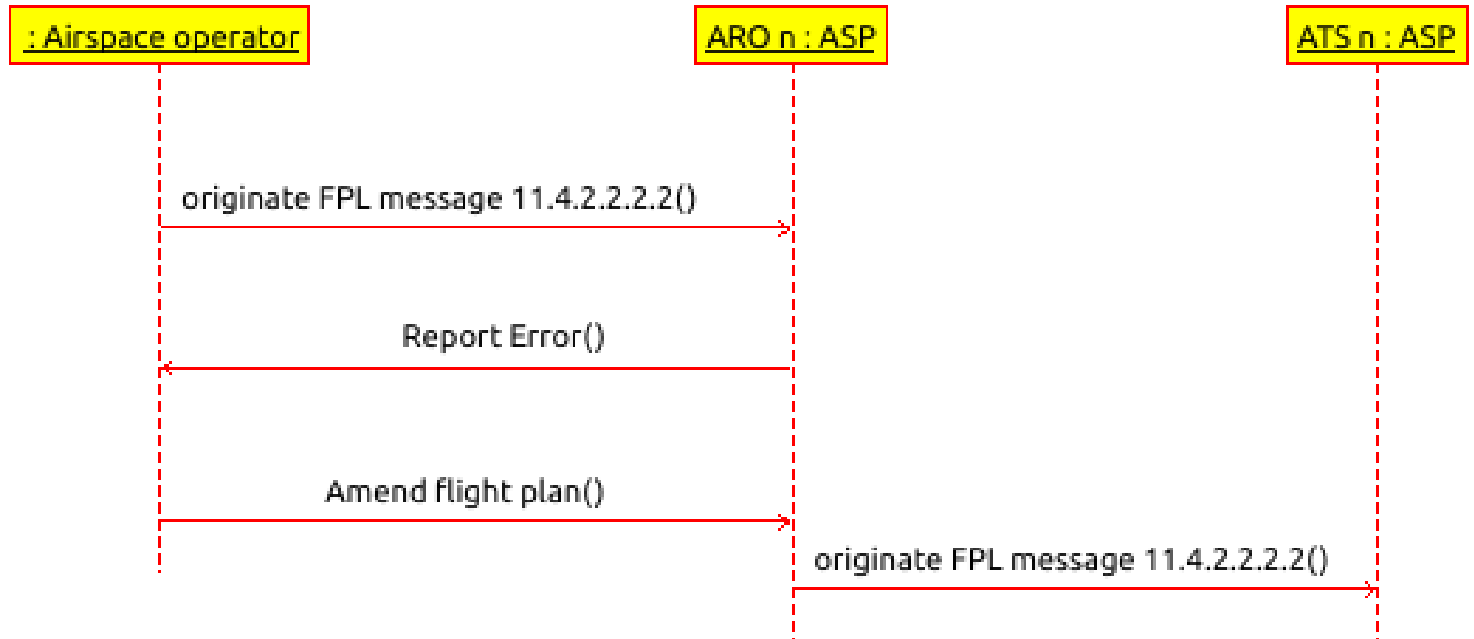 : Airspace operator
ARO n : ASP
ATS n : ASP
originate FPL message 11.4.2.2.2.2()
Report Error()
Amend flight plan()
originate FPL message 11.4.2.2.2.2()